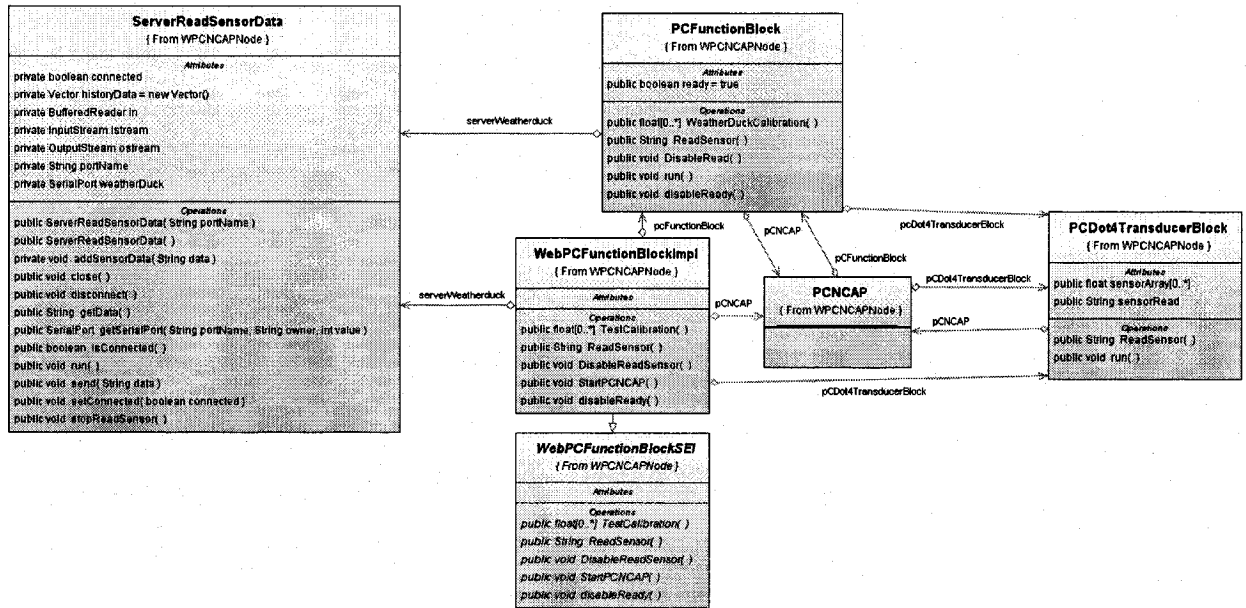 ServerReadSensorData
{ From WPCNCAPNode }
Attributes
private boolean connected
private Vector historyData = new Vector()
private BufferedReader in
private InputStream istream
private OutputStream ostream
private String portName
private SerialPort weatherDuck
Operations
public ServerReadSensorData( String portName )
public ServerReadSensorData( )
private void addSensorData( String data )
public void close( )
public void disconnect( )
public String getData( )
public SerialPort getSerialPort( String portName, String owner, int value )
public boolean isConnected( )
public void run( )
public void send( String data )
public void setConnected( boolean connected )
public void stopReadSensor( )
serverWeatherduck
serverWeatherduck
PCFunctionBlock
{ From WPCNCAPNode }
Attributes
public boolean ready = true
Operations
public float[0..*] WeatherDuckCalibration( )
public String ReadSensor( )
public void DisableRead( )
public void run( )
public void disableReady( )
pcFunctionBlock
pCNCAP
pCFunctionBlock
pcDot4TransducerBlock
WebPCFunctionBlockImpl
{ From WPCNCAPNode }
Attributes
Operations
public float[0..*] TestCalibration( )
public String ReadSensor( )
public void DisableReadSensor( )
public void StartPCNCAP( )
public void disableReady( )
pCNCAP
PCNCAP
{ From WPCNCAPNode }
pCDot4TransducerBlock
pCNCAP
pCDot4TransducerBlock
PCDot4TransducerBlock
{ From WPCNCAPNode }
Attributes
public float sensorArray[0..*]
public String sensorRead
Operations
public String ReadSensor( )
public void run( )
WebPCFunctionBlockSEI
{ From WPCNCAPNode }
Attributes
Operations
public float[0..*] TestCalibration( )
public String ReadSensor( )
public void DisableReadSensor( )
public void StartPCNCAP( )
public void disableReady( )